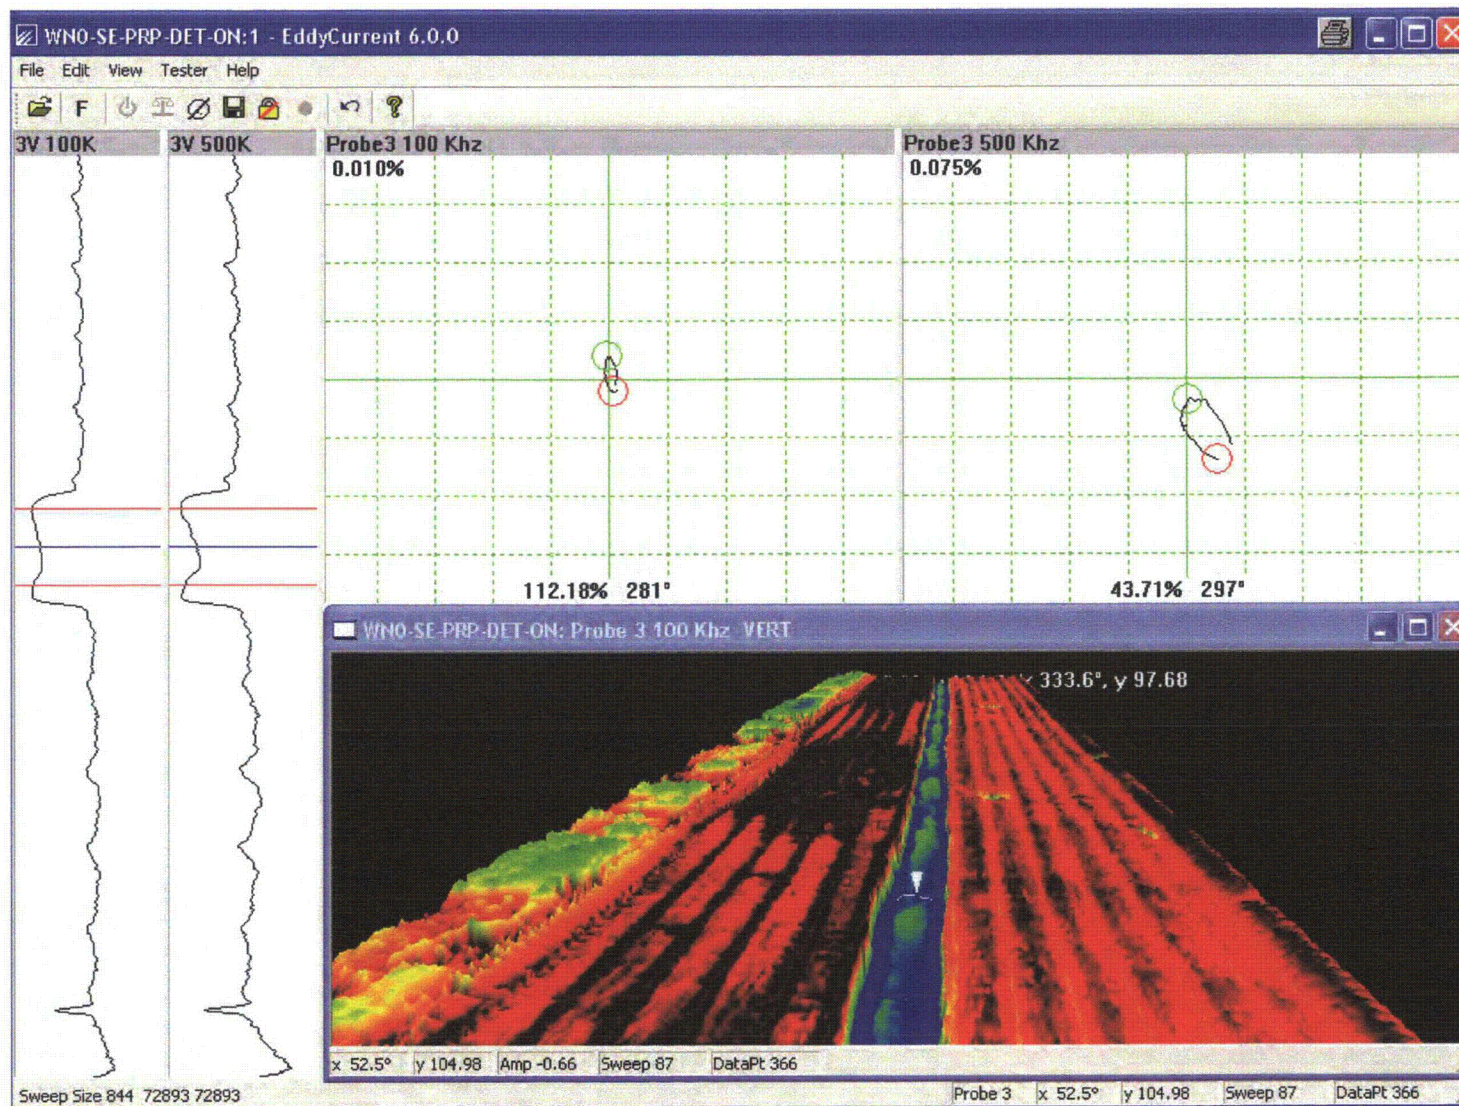 WN0-SE-PRP-DET-ON:1 - EddyCurrent 6.0.0
File Edit View Tester Help
F
3V 100K 3V 500K Probe3 100 Khz Probe3 500 Khz
0.010% 0.075%
112.18% 281° 43.71% 297°
WN0-SE-PRP-DET-ON: Probe 3 100 Khz VERT
333.6°, y 97.68
x 52.5° y 104.98 Amp -0.66 Sweep 87 DataPt 366
Sweep Size 844 72893 72893 Probe 3 x 52.5° y 104.98 Sweep 87 DataPt 366